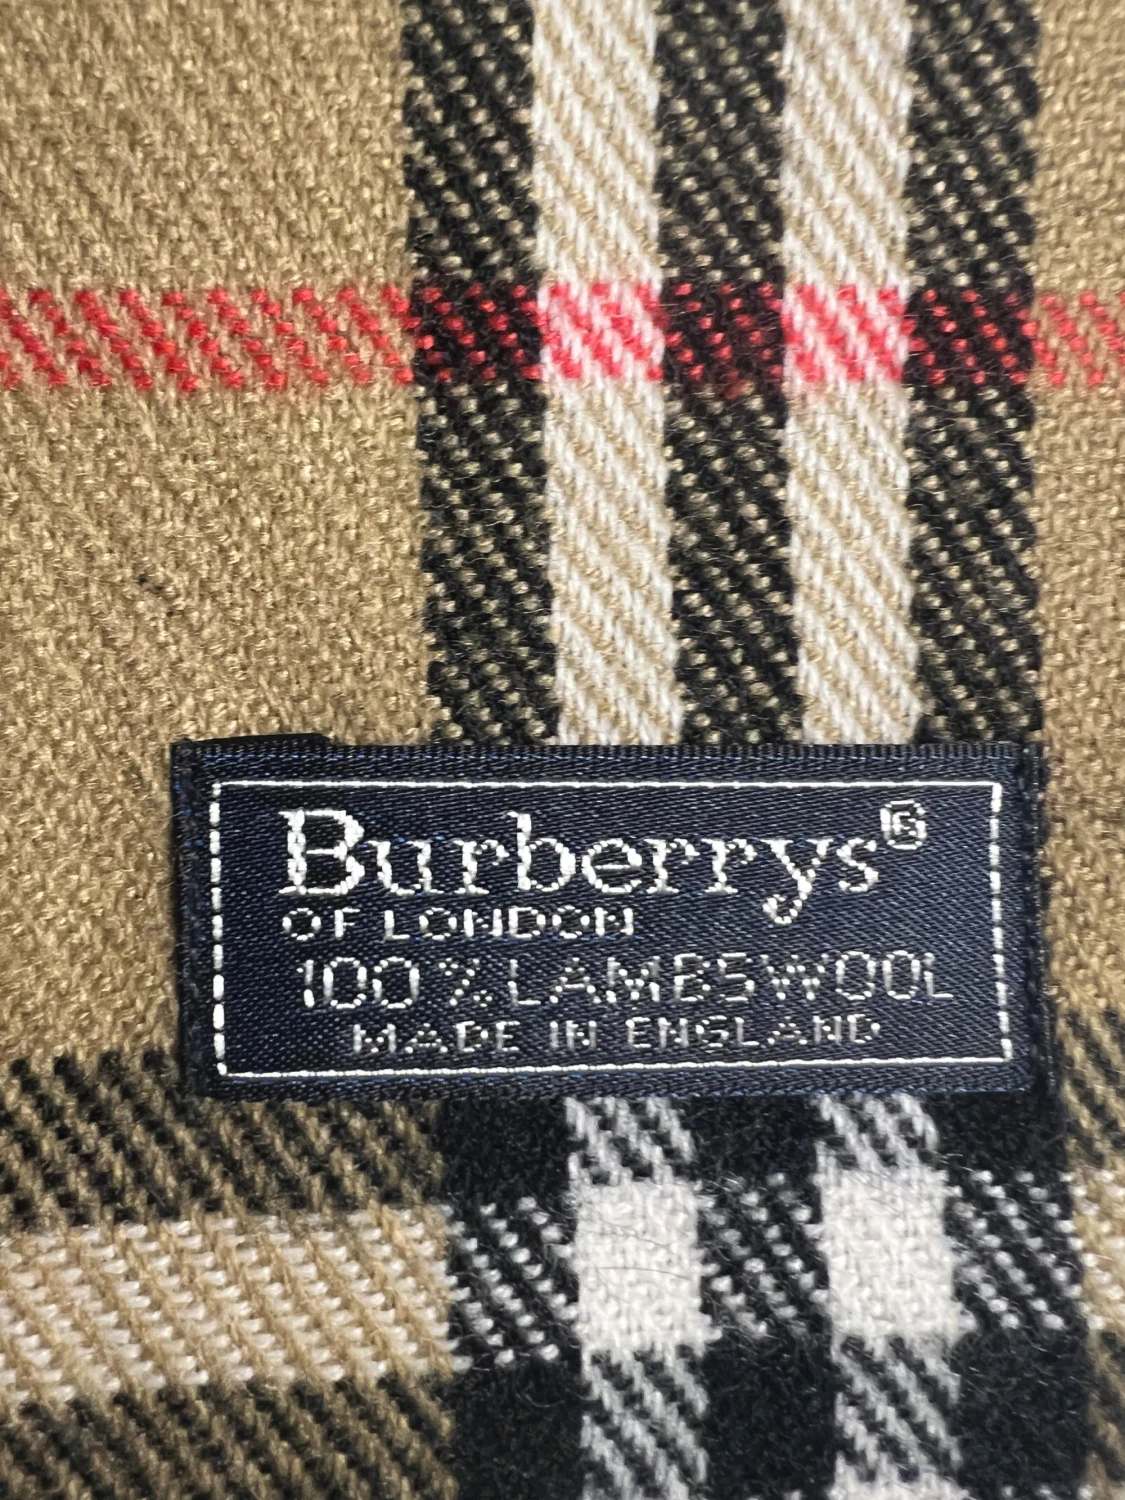 Burberrys®
OF LONDON
100% LAMBSWOOL
MADE IN ENGLAND